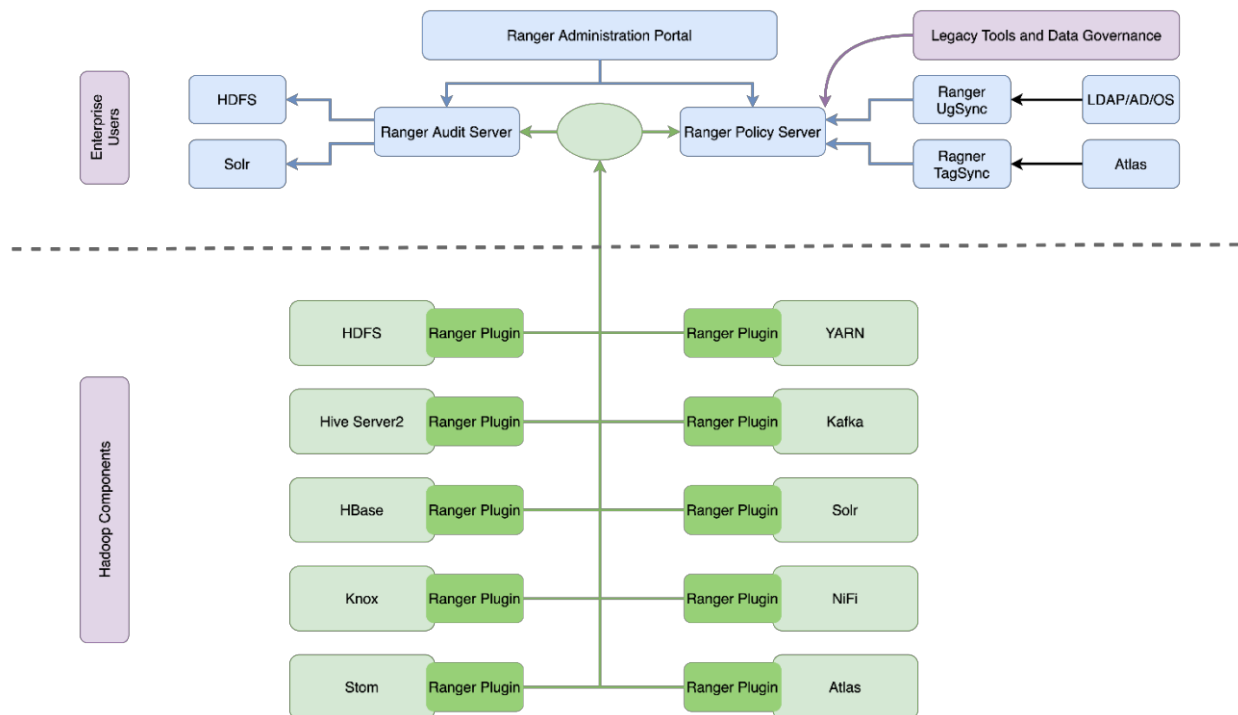 Ranger Administration Portal
Legacy Tools and Data Governance
Enterprise
Users
HDFS
Solr
Ranger Audit Server
Ranger Policy Server
Ranger
UgSync
LDAP/AD/OS
Ragner
TagSync
Atlas
Hadoop Components
HDFS
Ranger Plugin
Ranger Plugin
YARN
Hive Server2
Ranger Plugin
Ranger Plugin
Kafka
HBase
Ranger Plugin
Ranger Plugin
Solr
Knox
Ranger Plugin
Ranger Plugin
NiFi
Stom
Ranger Plugin
Ranger Plugin
Atlas